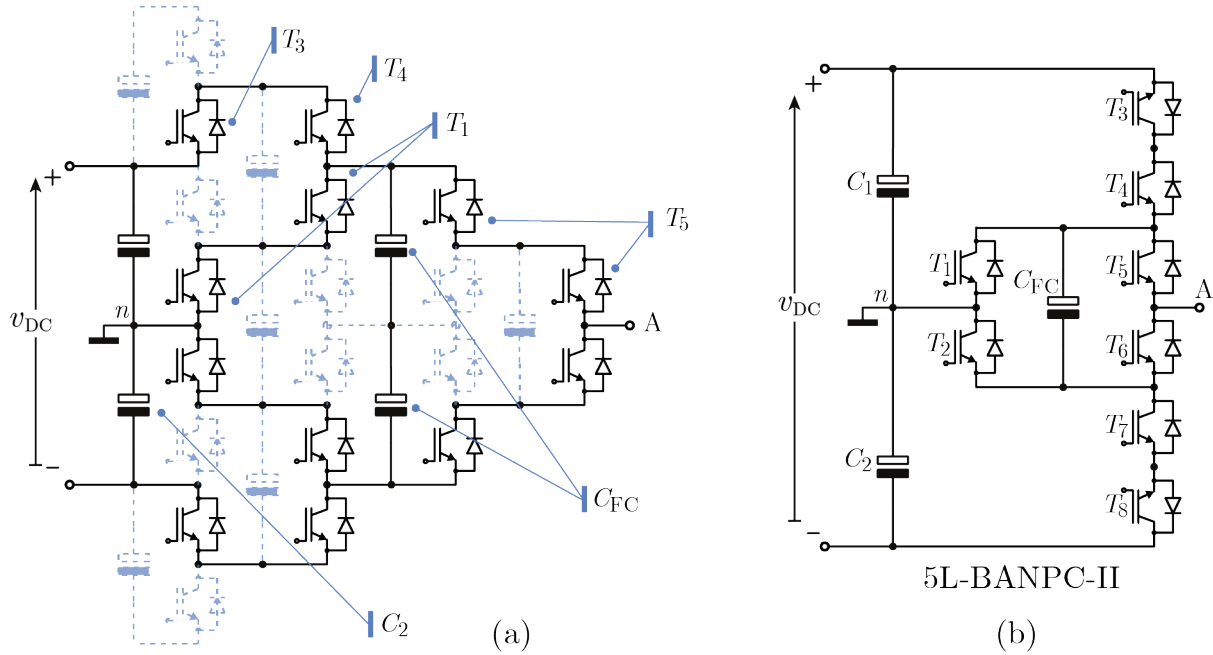 T3
T4
T1
T5
+
n
vDC
A
−
CFC
C2
(a)
+
T3
T4
C1
T1
CFC
T5
vDC
n
A
T2
T6
C2
T7
T8
−
5L-BANPC-II
(b)